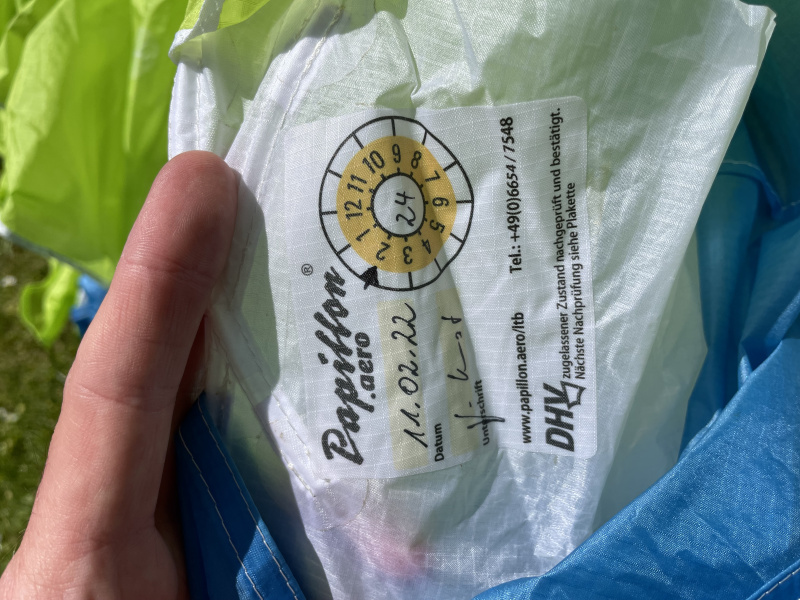 Papillon®
.aero
11.02.22
Datum
Unterschrift
1 2 3 4 5 6 7 8 9 10 11 12
24
www.papillon.aero/ltb
Tel.: +49(0)6654/7548
DHV
zugelassener Zustand nachgeprüft und bestätigt.
Nächste Nachprüfung siehe Plakette